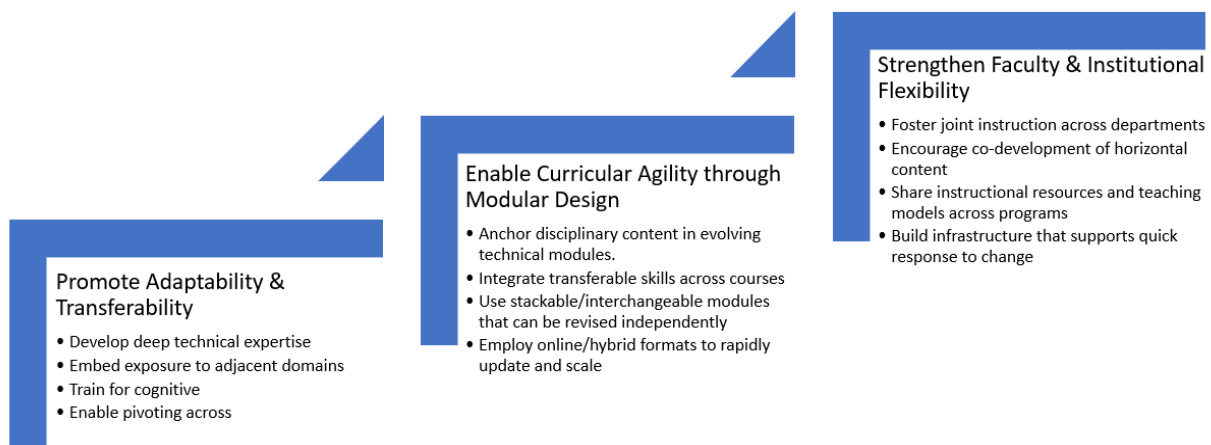 Promote Adaptability &
Transferability
• Develop deep technical expertise
• Embed exposure to adjacent domains
• Train for cognitive
• Enable pivoting across
Enable Curricular Agility through
Modular Design
• Anchor disciplinary content in evolving
technical modules.
• Integrate transferable skills across courses
• Use stackable/interchangeable modules
that can be revised independently
• Employ online/hybrid formats to rapidly
update and scale
Strengthen Faculty & Institutional
Flexibility
• Foster joint instruction across departments
• Encourage co-development of horizontal
content
• Share instructional resources and teaching
models across programs
• Build infrastructure that supports quick
response to change